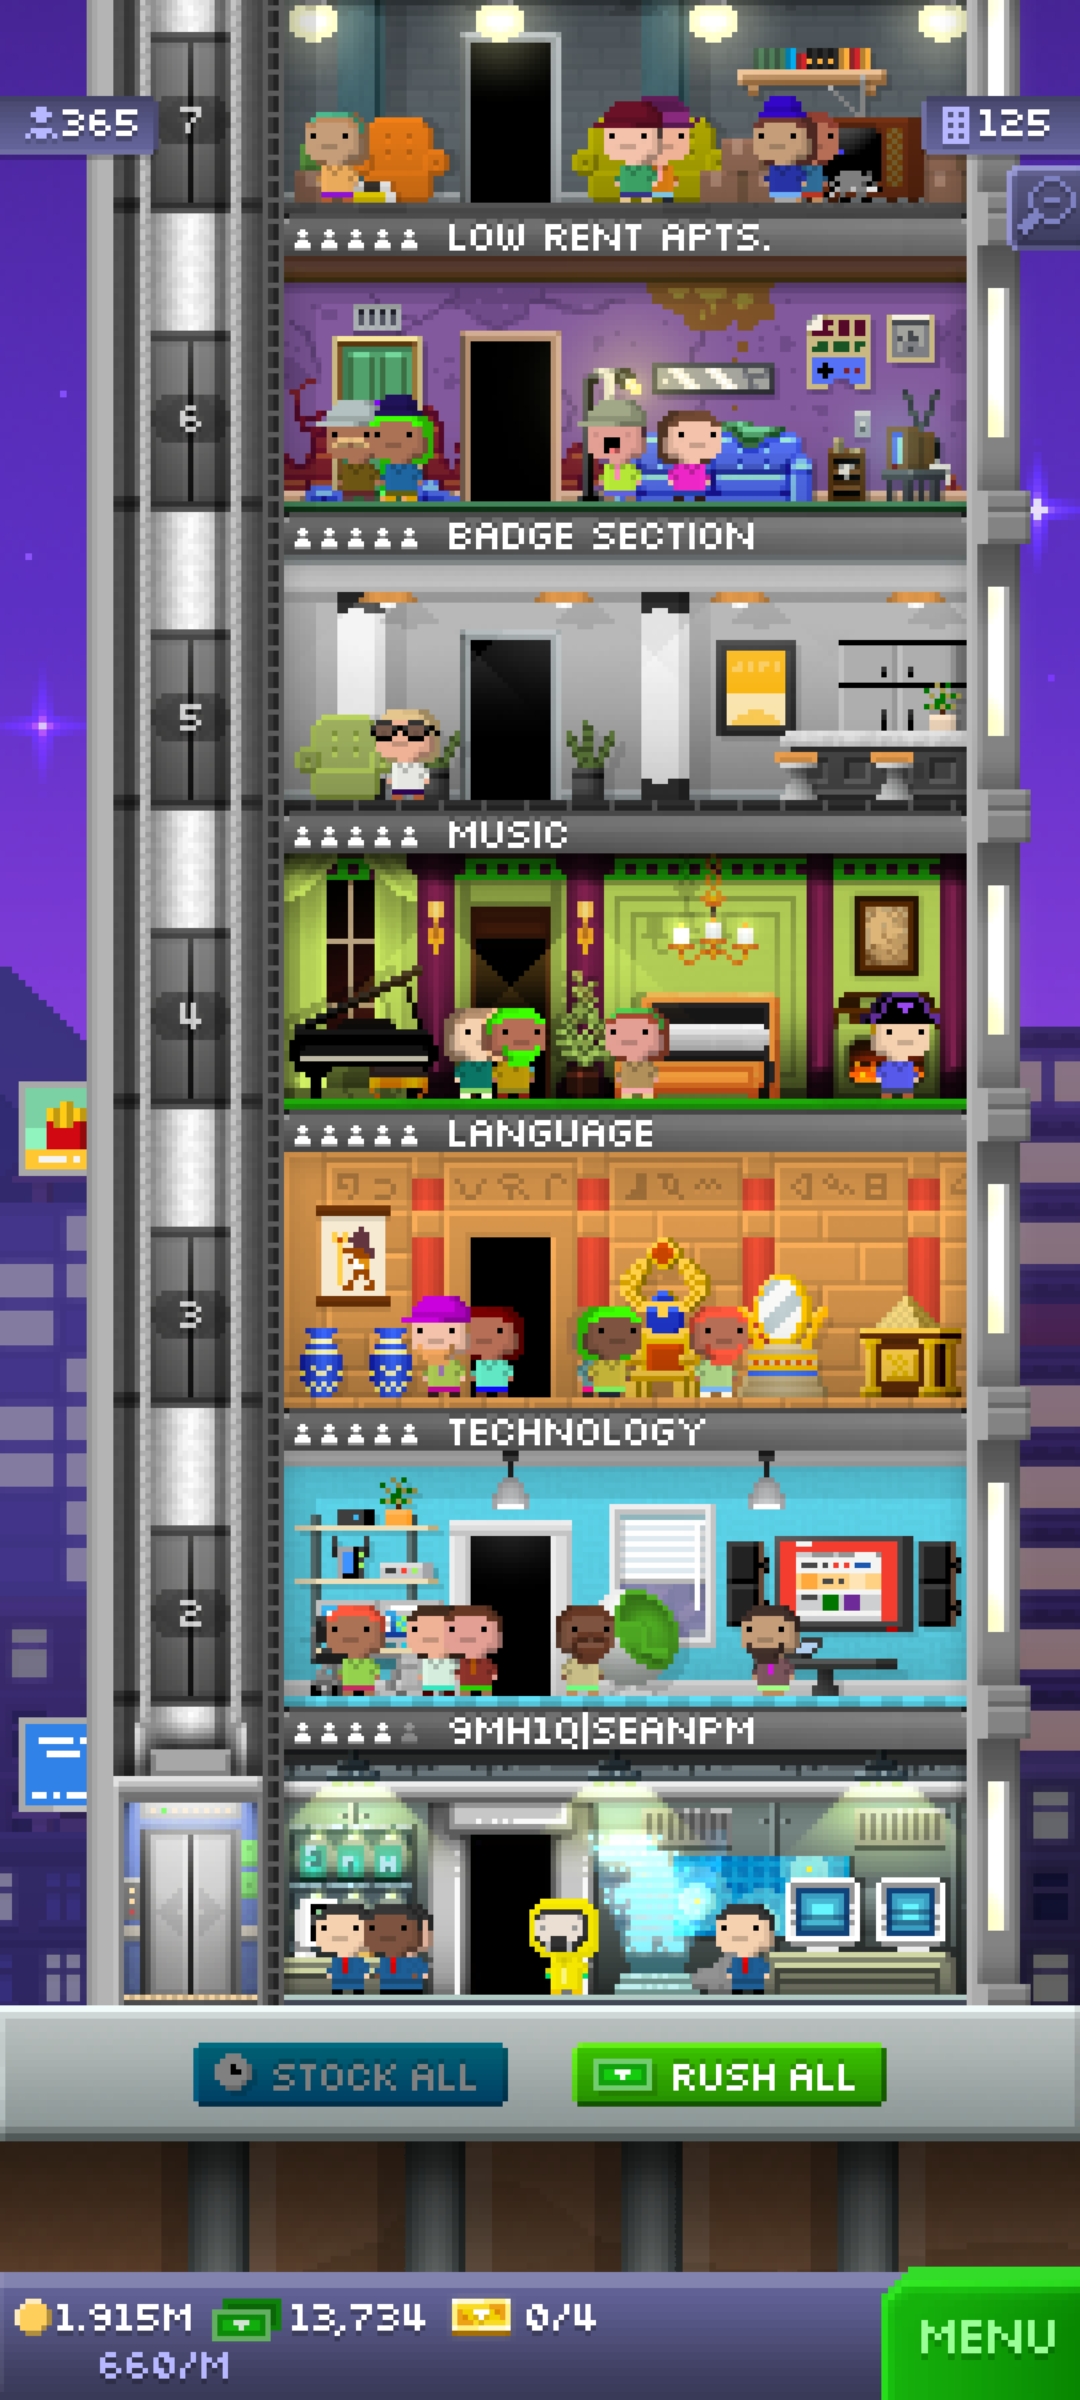 7
365
125
LOW RENT APTS.
6
BADGE SECTION
5
MUSIC
4
LANGUAGE
3
TECHNOLOGY
2
9MH1Q|SEANPM
STOCK ALL
RUSH ALL
1.915M
13,734
0/4
660/M
MENU